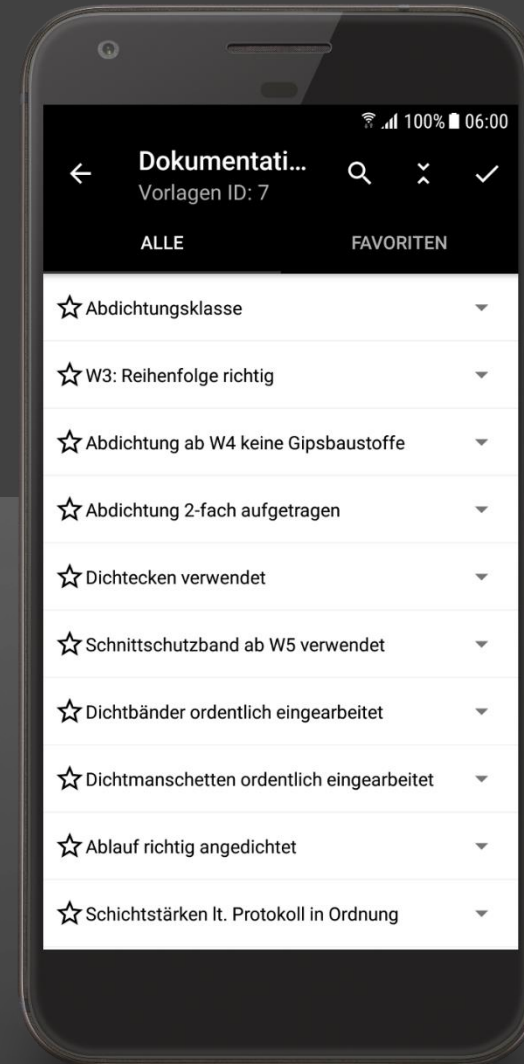 100% 06:00
Dokumentati...
Vorlagen ID: 7
ALLE FAVORITEN
Abdichtungsklasse
W3: Reihenfolge richtig
Abdichtung ab W4 keine Gipsbaustoffe
Abdichtung 2-fach aufgetragen
Dichtecken verwendet
Schnittschutzband ab W5 verwendet
Dichtbänder ordentlich eingearbeitet
Dichtmanschetten ordentlich eingearbeitet
Ablauf richtig angedichtet
Schichtstärken lt. Protokoll in Ordnung